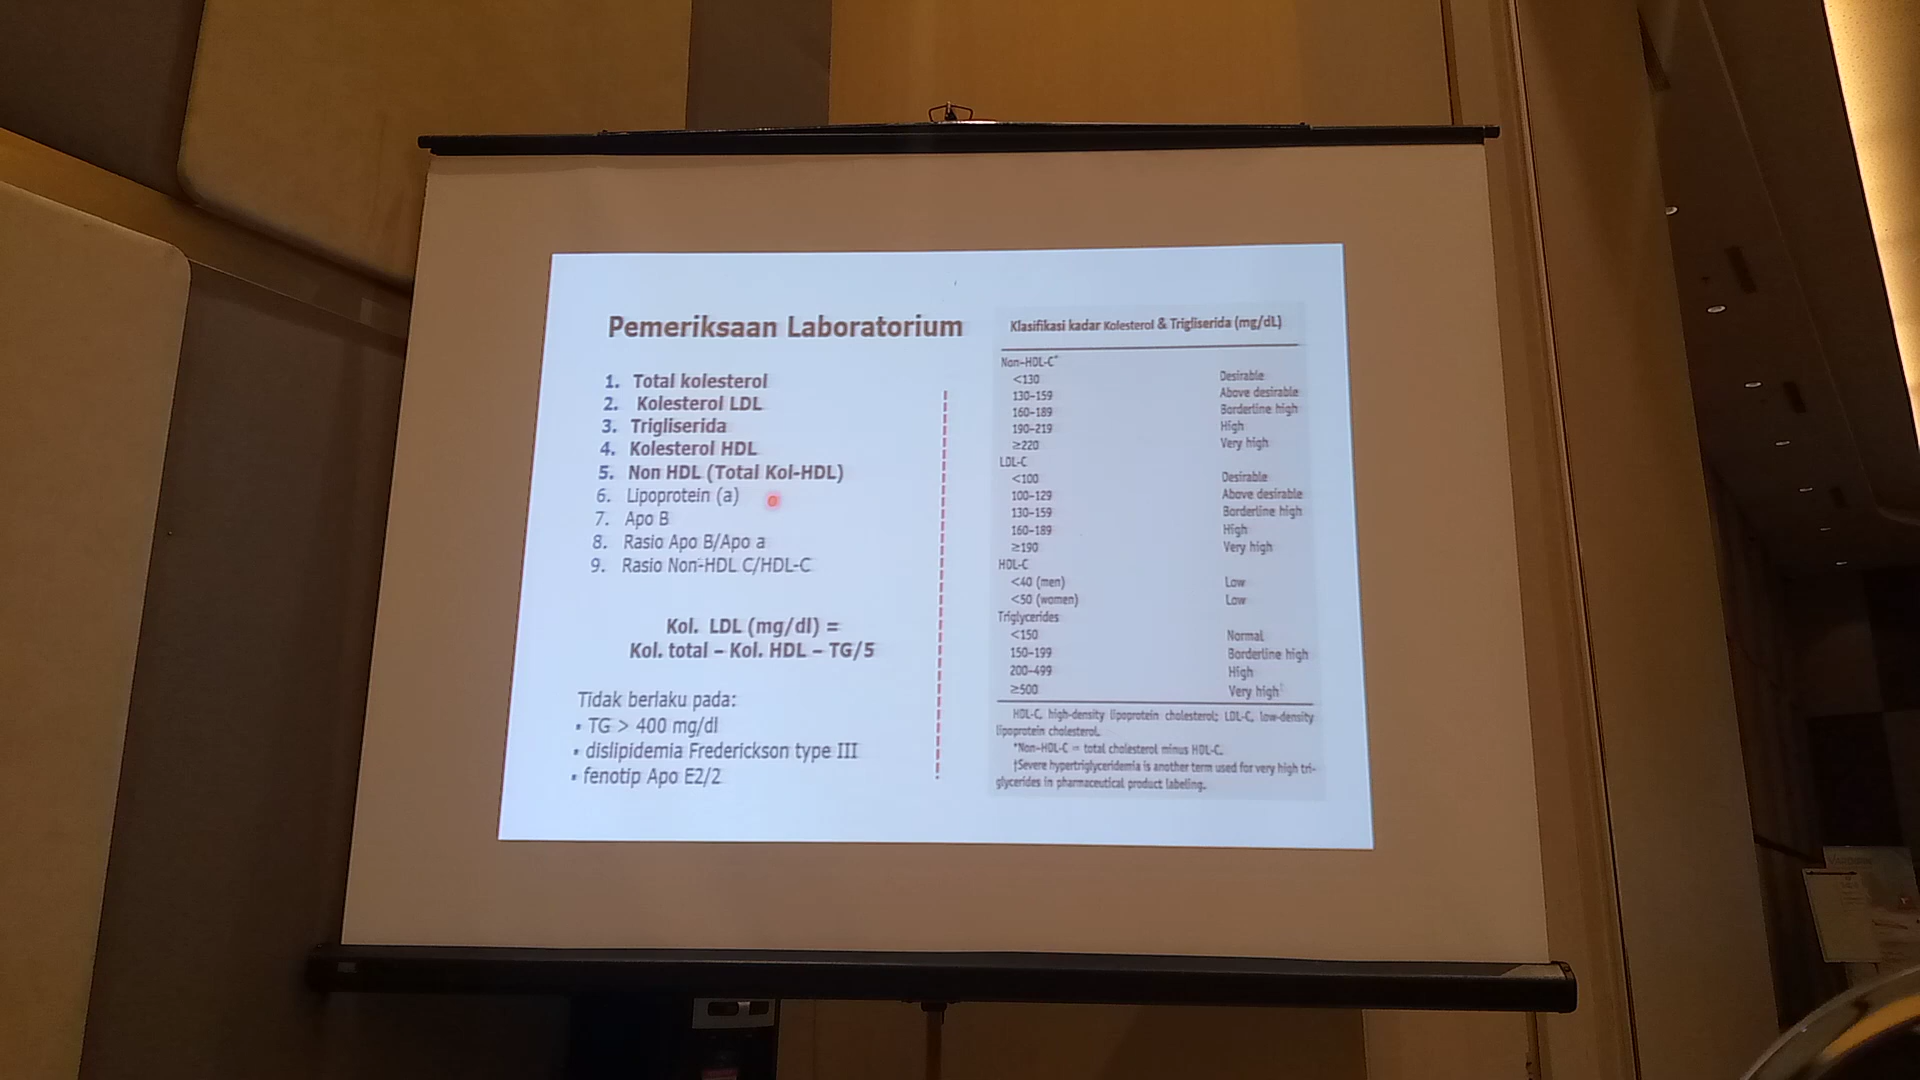 Pemeriksaan Laboratorium
1. Total kolesterol
2. Kolesterol LDL
3. Trigliserida
4. Kolesterol HDL
5. Non HDL (Total Kol-HDL)
6. Lipoprotein (a)
7. Apo B
8. Rasio Apo B/Apo a
9. Rasio Non-HDL C/HDL-C
Kol. LDL (mg/dl) =
Kol. total – Kol. HDL – TG/5
Tidak berlaku pada:
• TG > 400 mg/dl
• dislipidemia Frederickson type III
• fenotip Apo E2/2
Klasifikasi kadar Kolesterol & Trigliserida (mg/dL)
Non-HDL-C*
<130 Desirable
130-159 Above desirable
160-189 Borderline high
190-219 High
≥220 Very high
LDL-C
<100 Desirable
100-129 Above desirable
130-159 Borderline high
160-189 High
≥190 Very high
HDL-C
<40 (men) Low
<50 (women) Low
Triglycerides
<150 Normal
150-199 Borderline high
200-499 High
≥500 Very high†
HDL-C, high-density lipoprotein cholesterol; LDL-C, low-density
lipoprotein cholesterol.
*Non-HDL-C = total cholesterol minus HDL-C.
†Severe hypertriglyceridemia is another term used for very high tri-
glycerides in pharmaceutical product labeling.